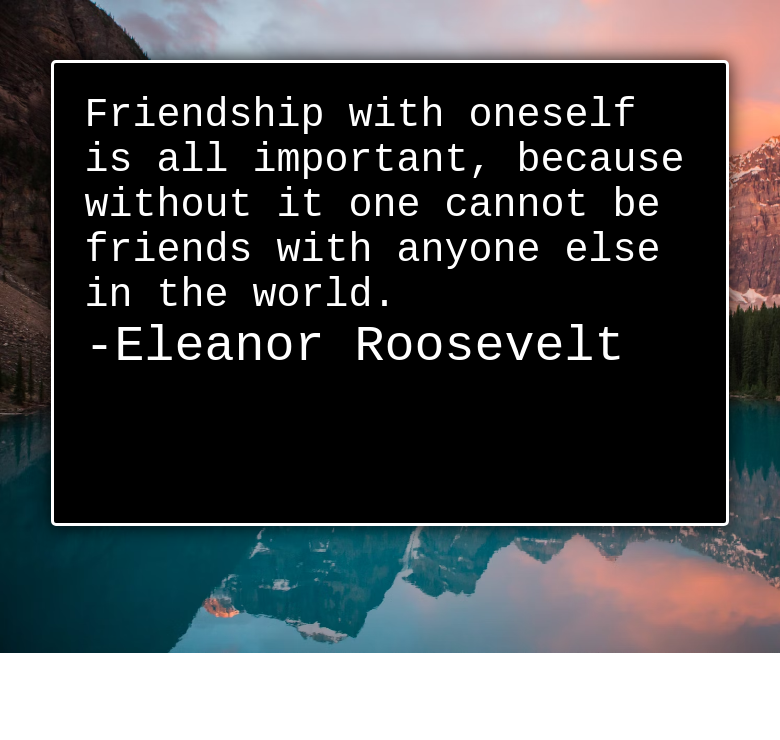 Friendship with oneself
is all important, because
without it one cannot be
friends with anyone else
in the world.
-Eleanor Roosevelt